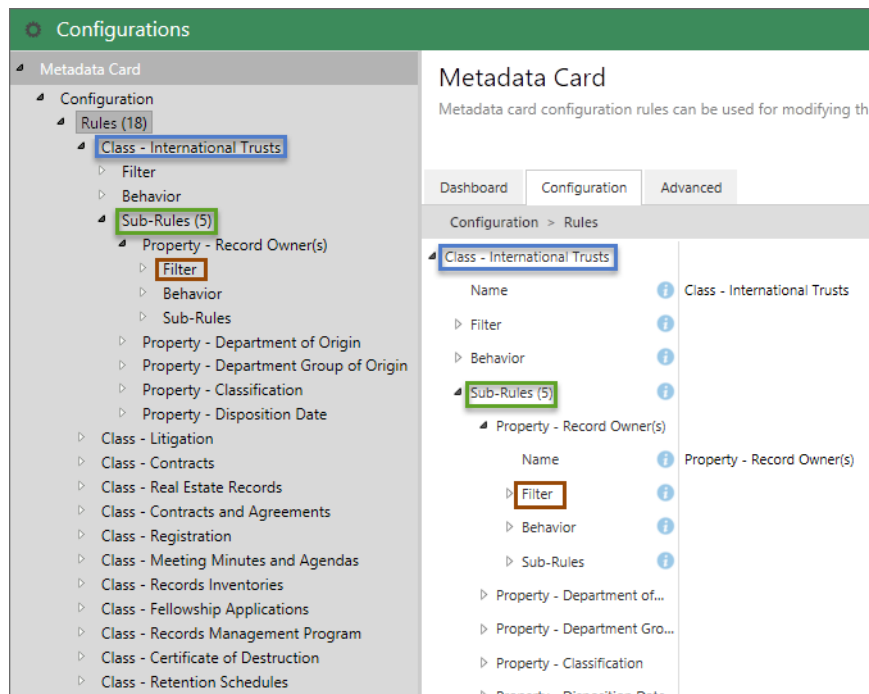 Configurations
Metadata Card
Configuration
Rules (18)
Class - International Trusts
Filter
Behavior
Sub-Rules (5)
Property - Record Owner(s)
Filter
Behavior
Sub-Rules
Property - Department of Origin
Property - Department Group of Origin
Property - Classification
Property - Disposition Date
Class - Litigation
Class - Contracts
Class - Real Estate Records
Class - Contracts and Agreements
Class - Registration
Class - Meeting Minutes and Agendas
Class - Records Inventories
Class - Fellowship Applications
Class - Records Management Program
Class - Certificate of Destruction
Class - Retention Schedules
Metadata Card
Metadata card configuration rules can be used for modifying th
Dashboard Configuration Advanced
Configuration > Rules
Class - International Trusts
Name Class - International Trusts
Filter
Behavior
Sub-Rules (5)
Property - Record Owner(s)
Name Property - Record Owner(s)
Filter
Behavior
Sub-Rules
Property - Department of...
Property - Department Gro...
Property - Classification
Property - Disposition Date